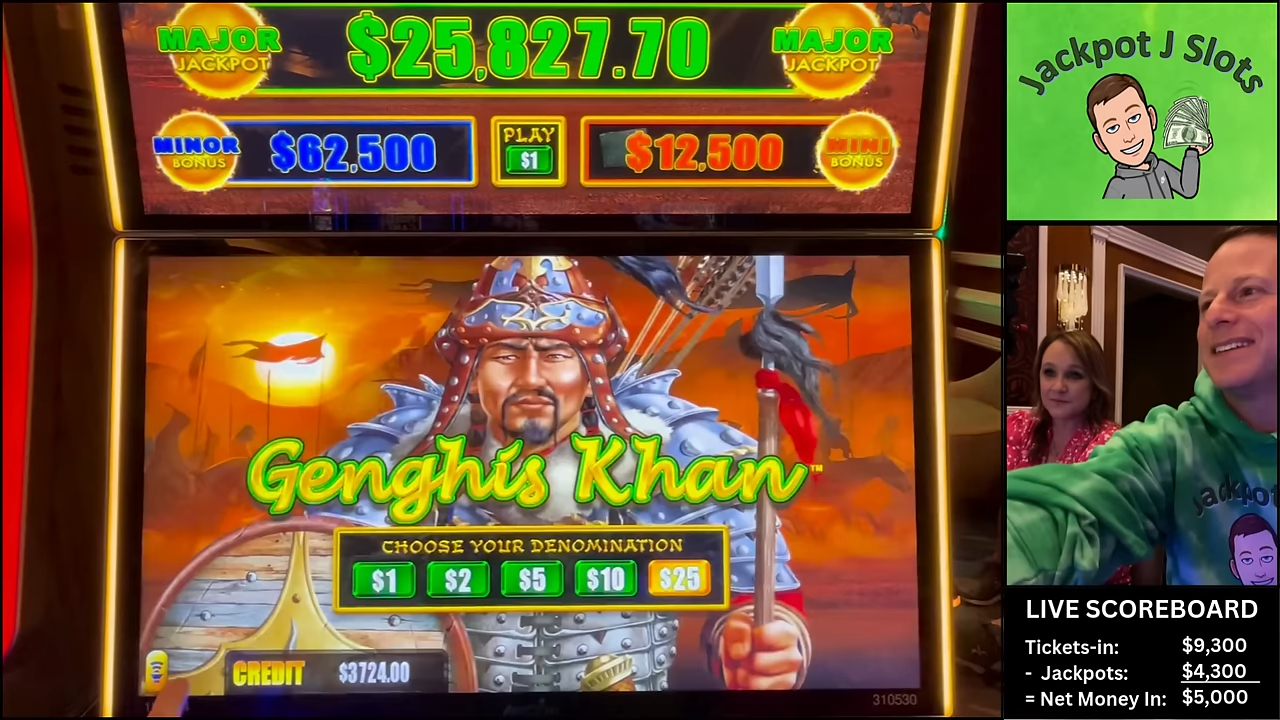 MAJOR JACKPOT $25,827.70 MAJOR JACKPOT
MINOR BONUS $62,500 PLAY $1 $12,500 MINI BONUS
Genghis Khan™
CHOOSE YOUR DENOMINATION
$1 $2 $5 $10 $25
CREDIT $3724.00
310530
Jackpot J Slots
Jackpot
LIVE SCOREBOARD
Tickets-in: $9,300
- Jackpots: $4,300
= Net Money In: $5,000